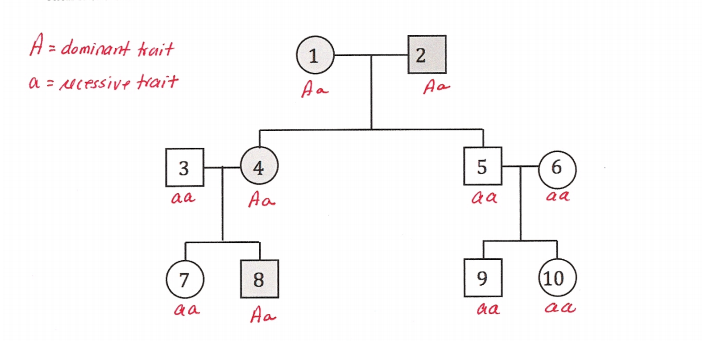 A = dominant trait
a = recessive trait
1 2
Aa Aa
3 4 5 6
aa Aa aa aa
7 8 9 10
aa Aa aa aa